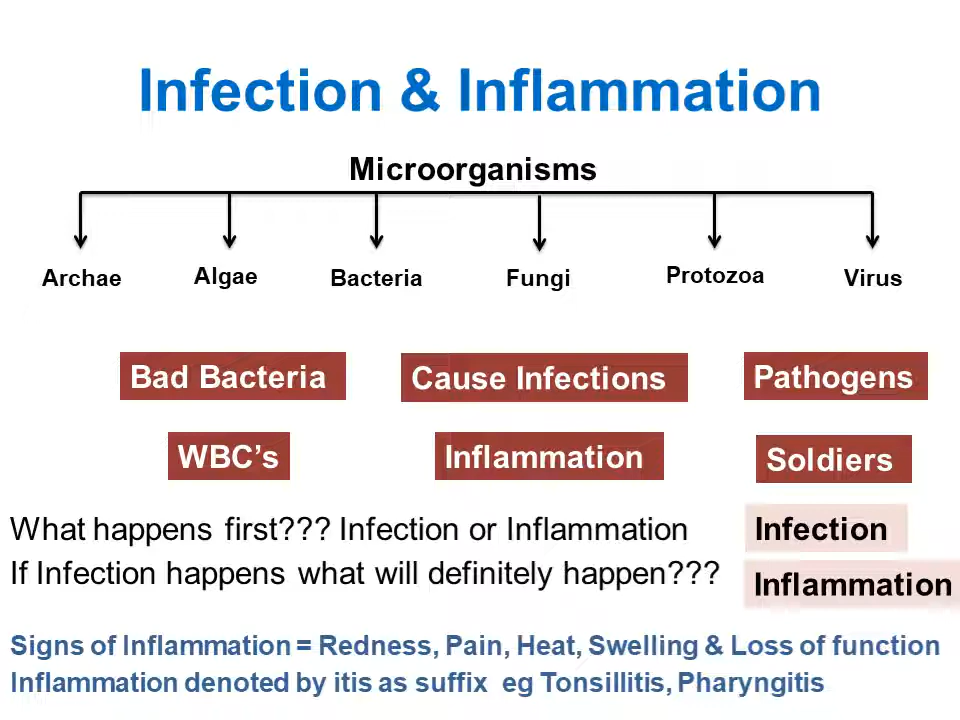 Infection & Inflammation
Microorganisms
Archae Algae Bacteria Fungi Protozoa Virus
Bad Bacteria Cause Infections Pathogens
WBC's Inflammation Soldiers
What happens first??? Infection or Inflammation Infection
If Infection happens what will definitely happen??? Inflammation
Signs of Inflammation = Redness, Pain, Heat, Swelling & Loss of function
Inflammation denoted by itis as suffix eg Tonsillitis, Pharyngitis